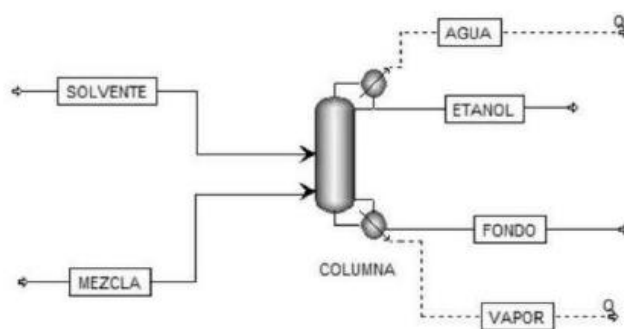 AGUA
Q
SOLVENTE
ETANOL
FONDO
COLUMNA
MEZCLA
Q
VAPOR